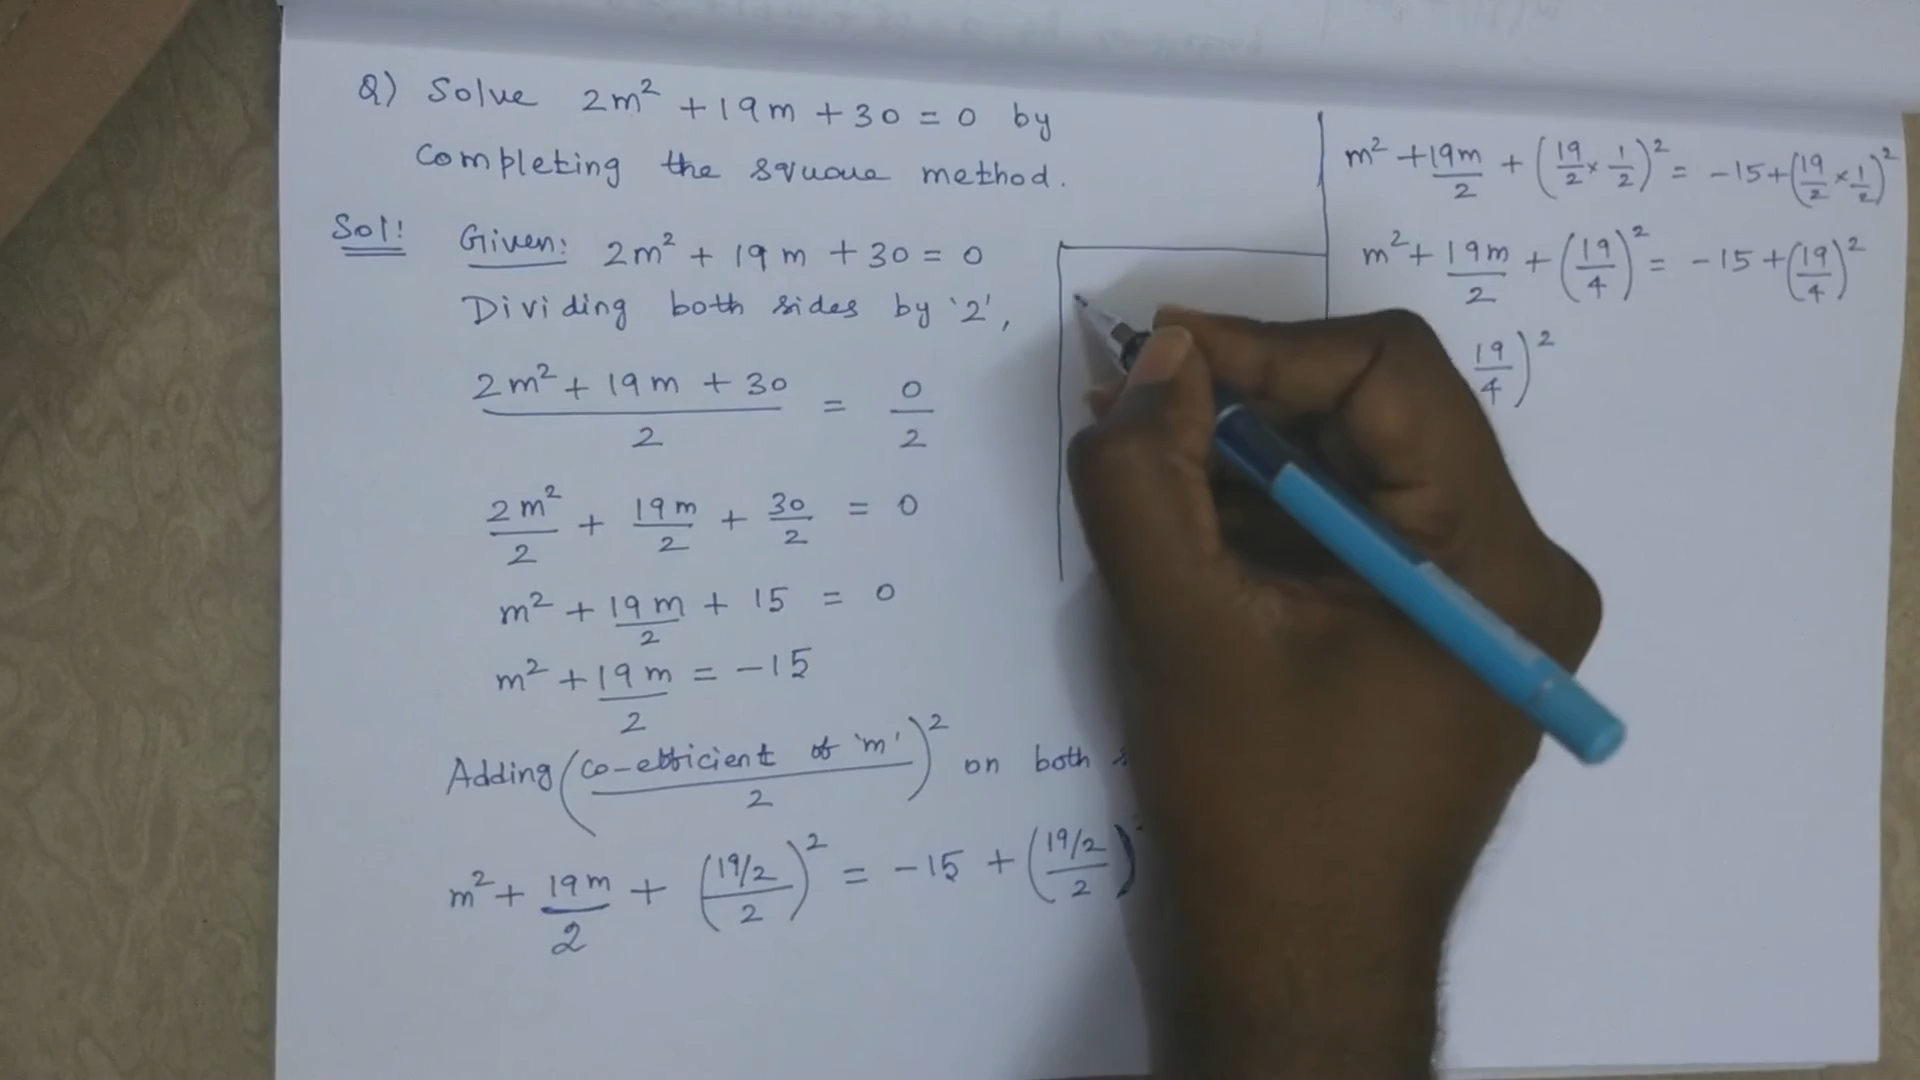 Q) Solve 2m² + 19m + 30 = 0 by
completing the square method.
Sol: Given: 2m² + 19m + 30 = 0
Dividing both sides by '2',
(2m² + 19m + 30)/2 = 0/2
2m²/2 + 19m/2 + 30/2 = 0
m² + 19m/2 + 15 = 0
m² + 19m/2 = -15
Adding (co-efficient of 'm'/2)² on both
m² + 19m/2 + ((19/2)/2)² = -15 + ((19/2)/2)
m² + 19m/2 + (19/2 × 1/2)² = -15 + (19/2 × 1/2)²
m² + 19m/2 + (19/4)² = -15 + (19/4)²
19/4)²